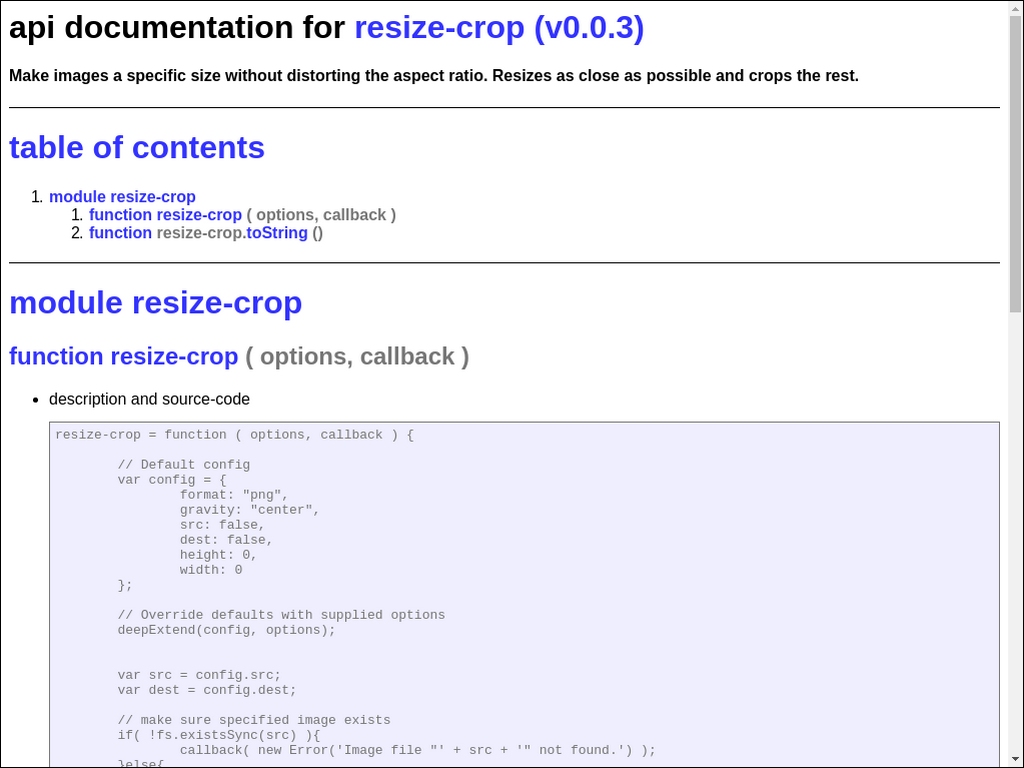 api documentation for resize-crop (v0.0.3)
Make images a specific size without distorting the aspect ratio. Resizes as close as possible and crops the rest.
table of contents
1. module resize-crop
1. function resize-crop ( options, callback )
2. function resize-crop.toString ()
module resize-crop
function resize-crop ( options, callback )
• description and source-code
resize-crop = function ( options, callback ) {
// Default config
var config = {
format: "png",
gravity: "center",
src: false,
dest: false,
height: 0,
width: 0
};
// Override defaults with supplied options
deepExtend(config, options);
var src = config.src;
var dest = config.dest;
// make sure specified image exists
if( !fs.existsSync(src) ){
callback( new Error('Image file "' + src + '" not found.') );
}else{